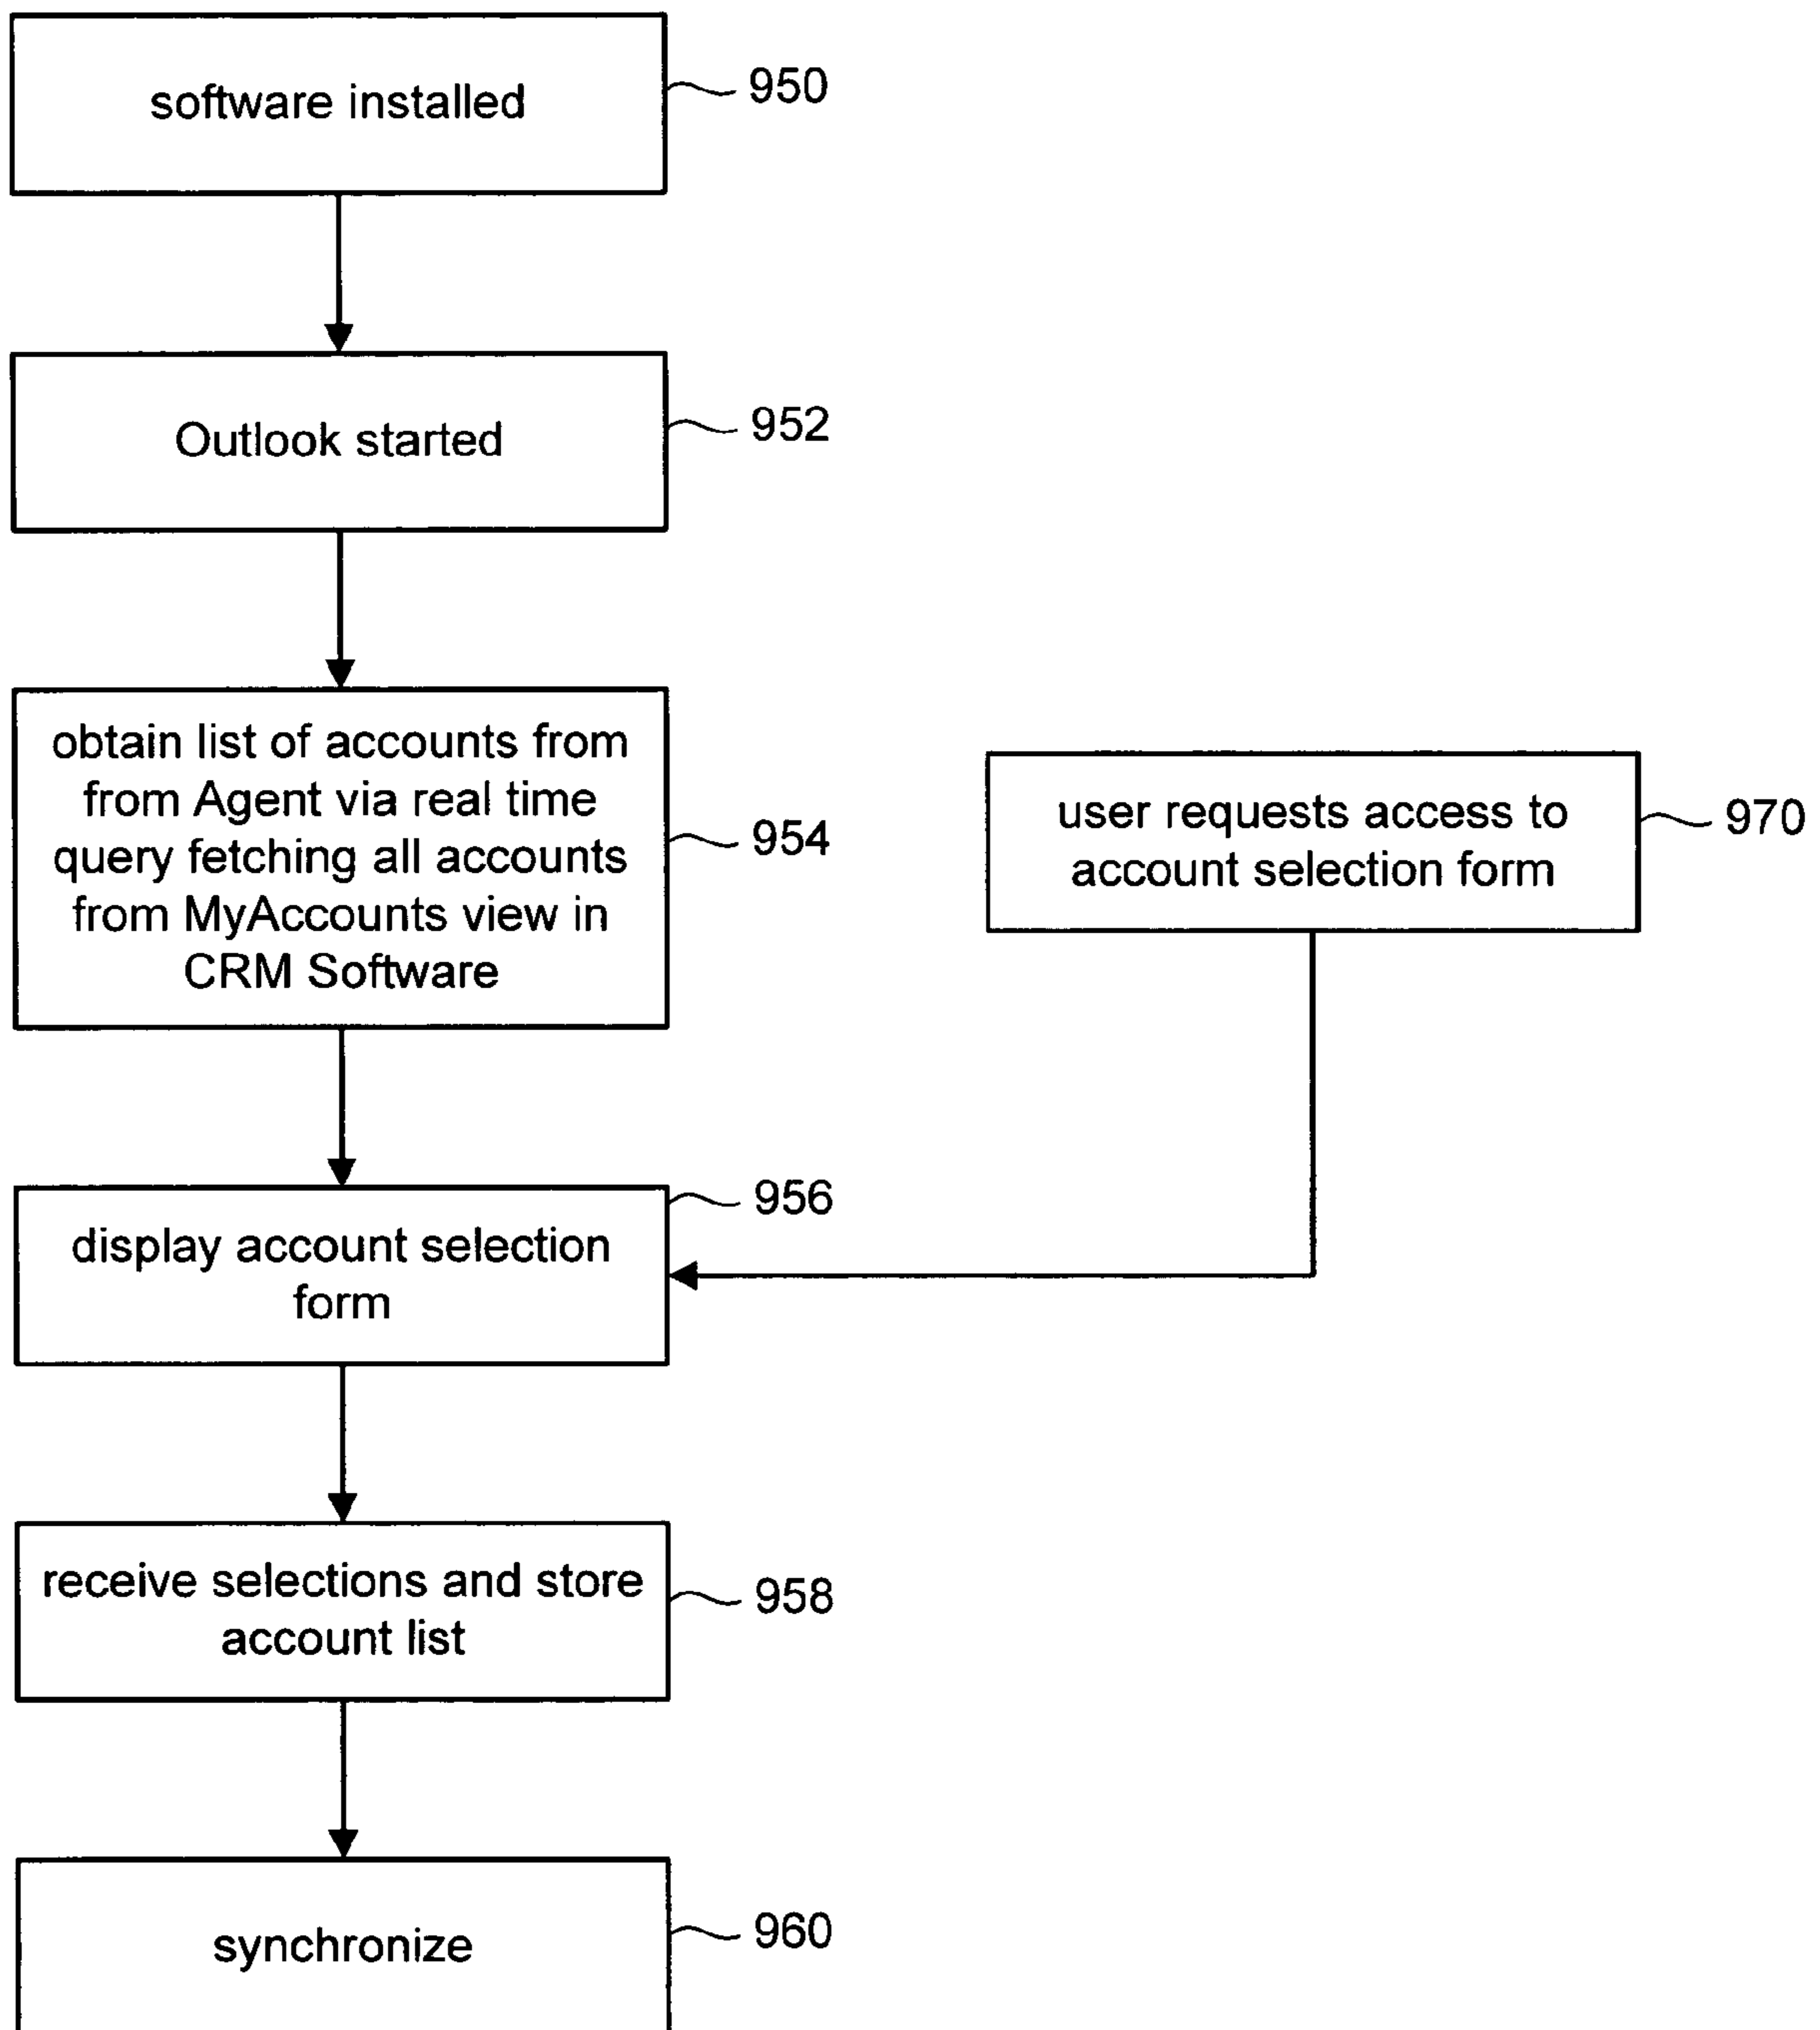 software installed
950
Outlook started
952
obtain list of accounts from
from Agent via real time
query fetching all accounts
from MyAccounts view in
CRM Software
954
user requests access to
account selection form
970
display account selection
form
956
receive selections and store
account list
958
synchronize
960